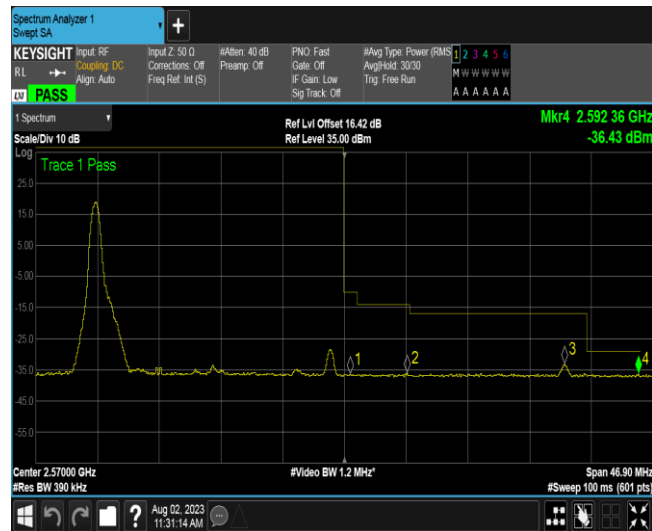 Spectrum Analyzer 1
Swept SA
+
KEYSIGHT
RL
LXI PASS
Input: RF
Coupling: DC
Align: Auto
Input Z: 50 Ω
Corrections: Off
Freq Ref: Int (S)
#Atten: 40 dB
Preamp: Off
PNO: Fast
Gate: Off
IF Gain: Low
Sig Track: Off
#Avg Type: Power (RMS
Avg|Hold: 30/30
Trig: Free Run
1 2 3 4 5 6
M W W W W W
A A A A A A
1 Spectrum
Scale/Div 10 dB
Ref Lvl Offset 16.42 dB
Ref Level 35.00 dBm
Mkr4 2.592 36 GHz
-36.43 dBm
Log
Trace 1 Pass
25.0
15.0
5.00
-5.00
-15.0
-25.0
-35.0
-45.0
-55.0
1
2
3
4
Center 2.57000 GHz
#Res BW 390 kHz
#Video BW 1.2 MHz*
Span 46.90 MHz
#Sweep 100 ms (601 pts)
?
Aug 02, 2023
11:31:14 AM